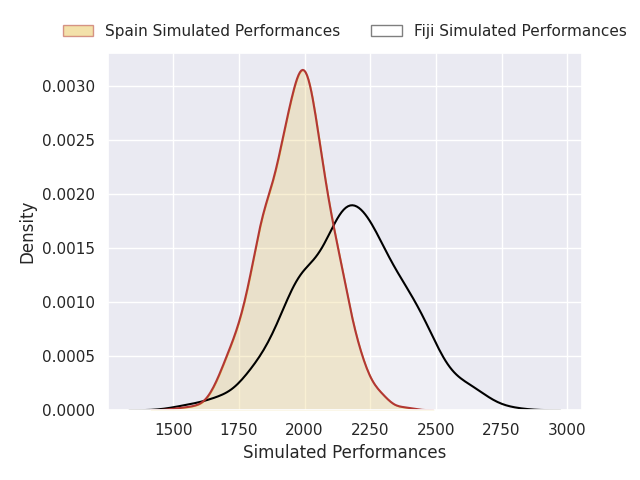 Spain Simulated Performances Fiji Simulated Performances
0.0030
0.0025
0.0020
0.0015
0.0010
0.0005
0.0000
Density
1500 1750 2000 2250 2500 2750 3000
Simulated Performances